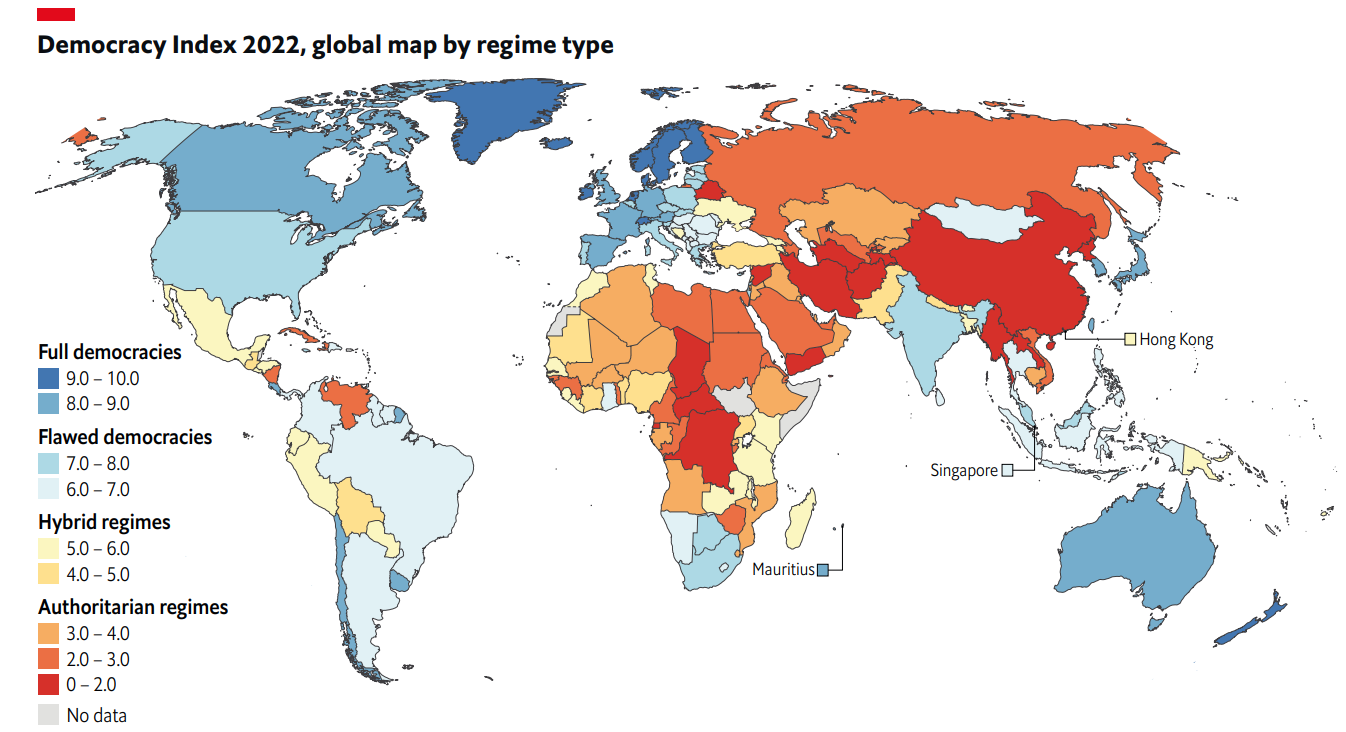 Democracy Index 2022, global map by regime type
Full democracies
9.0 – 10.0
8.0 – 9.0
Flawed democracies
7.0 – 8.0
6.0 – 7.0
Hybrid regimes
5.0 – 6.0
4.0 – 5.0
Authoritarian regimes
3.0 – 4.0
2.0 – 3.0
0 – 2.0
No data
Hong Kong
Singapore
Mauritius